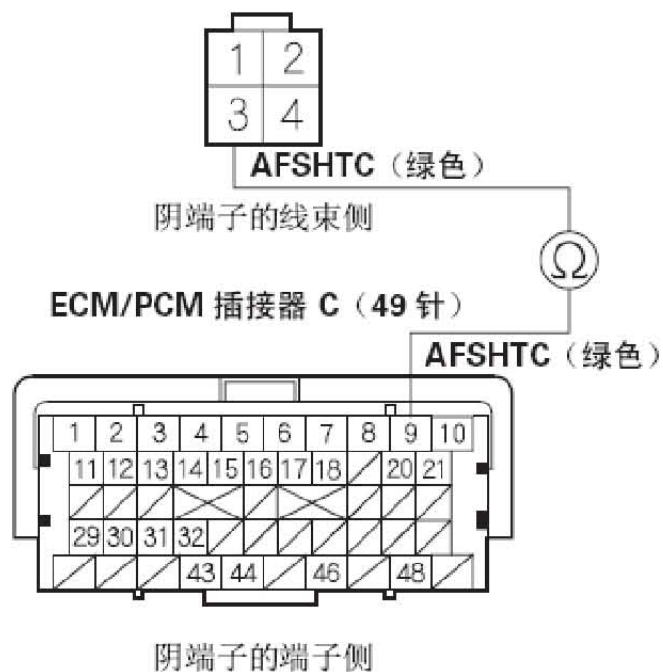 1 2
3 4
AFSHTC（绿色）
阴端子的线束侧
Ω
ECM/PCM 插接器 C（49 针）
AFSHTC（绿色）
1 2 3 4 5 6 7 8 9 10
11 12 13 14 15 16 17 18 20 21
29 30 31 32
43 44 46 48
阴端子的端子侧